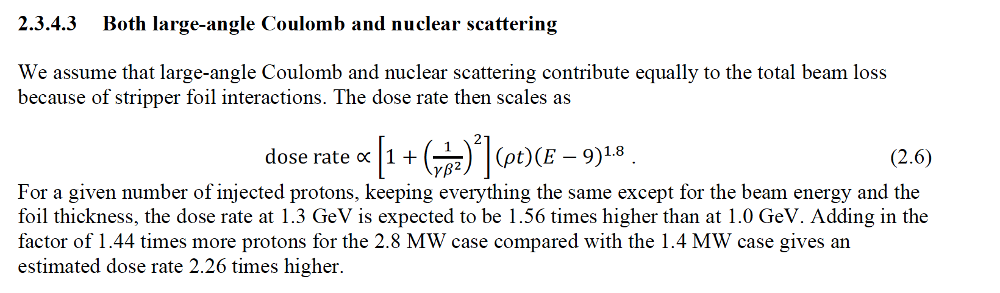 2.3.4.3 Both large-angle Coulomb and nuclear scattering
We assume that large-angle Coulomb and nuclear scattering contribute equally to the total beam loss
because of stripper foil interactions. The dose rate then scales as
dose rate ∝ [1 + (1/γβ²)²] (ρt)(E − 9)^1.8 . (2.6)
For a given number of injected protons, keeping everything the same except for the beam energy and the
foil thickness, the dose rate at 1.3 GeV is expected to be 1.56 times higher than at 1.0 GeV. Adding in the
factor of 1.44 times more protons for the 2.8 MW case compared with the 1.4 MW case gives an
estimated dose rate 2.26 times higher.